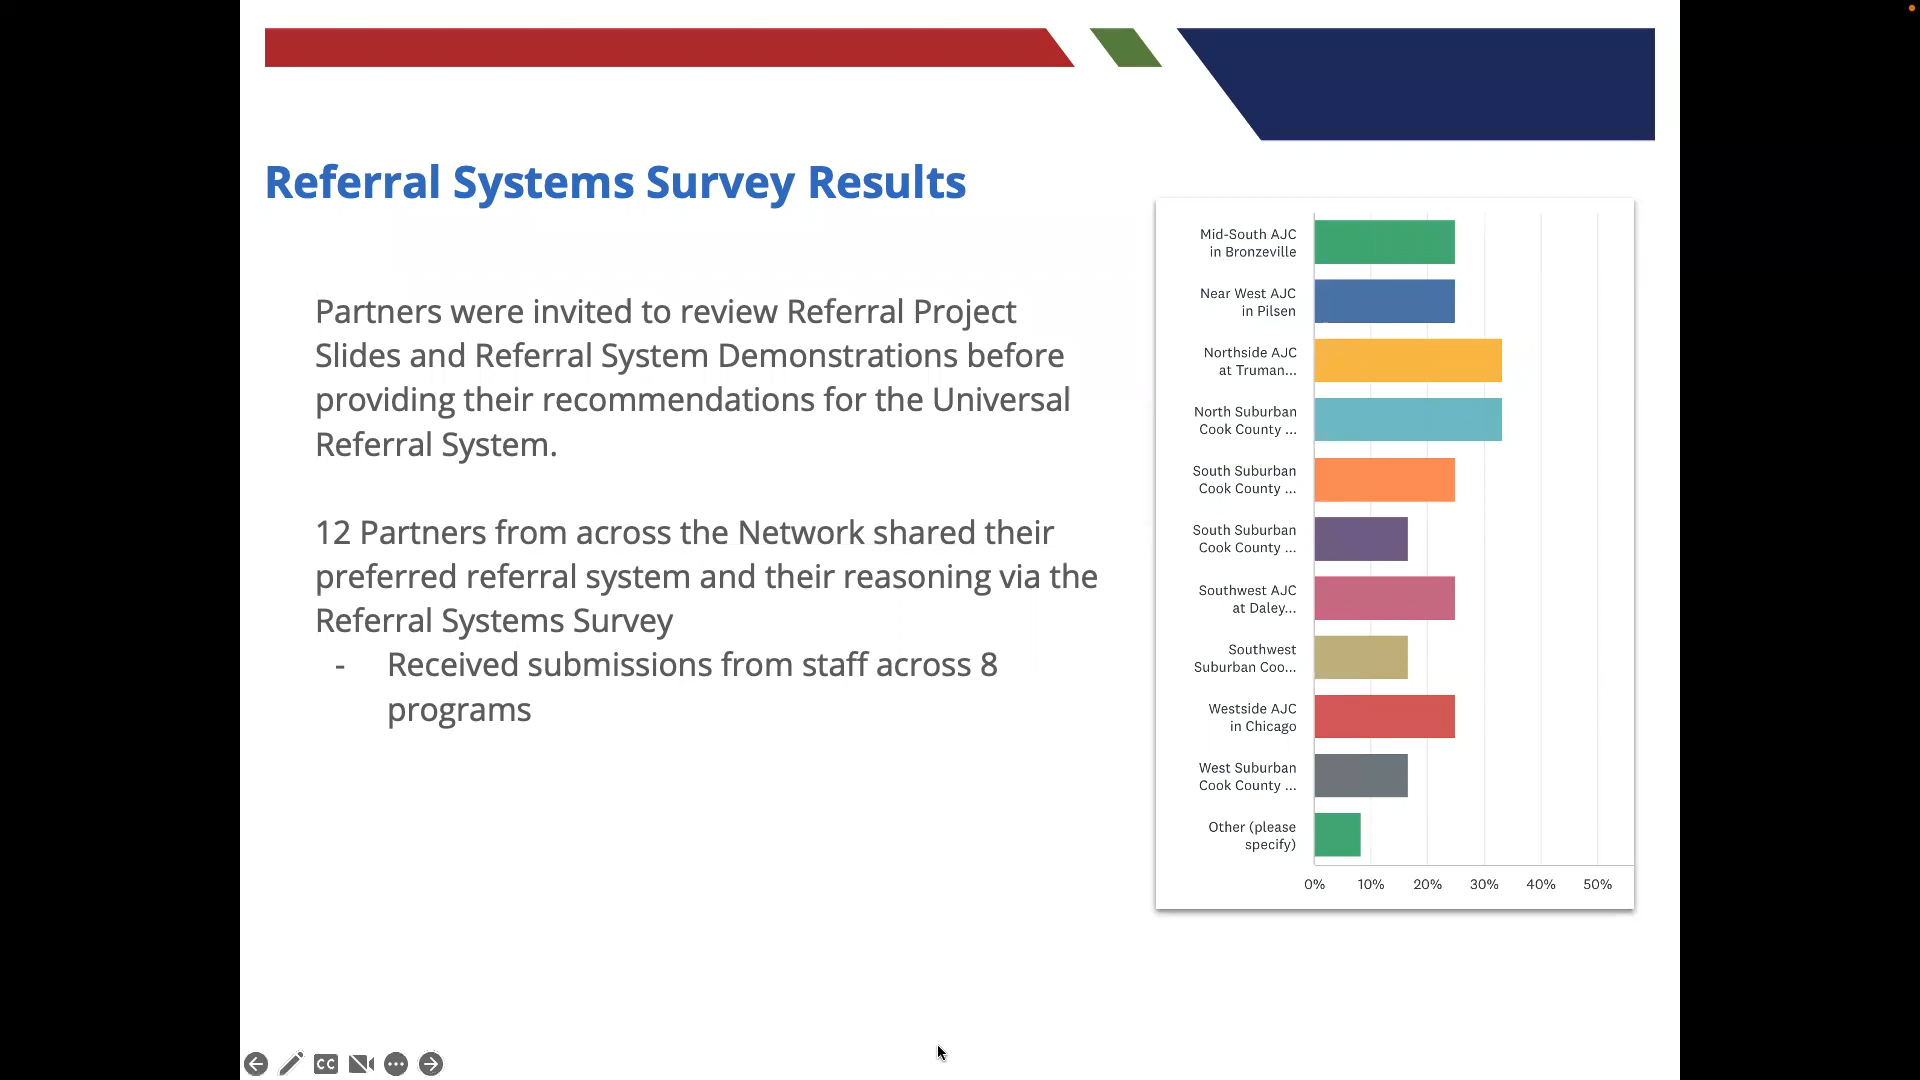 Referral Systems Survey Results
Partners were invited to review Referral Project
Slides and Referral System Demonstrations before
providing their recommendations for the Universal
Referral System.
12 Partners from across the Network shared their
preferred referral system and their reasoning via the
Referral Systems Survey
- Received submissions from staff across 8
programs
Mid-South AJC
in Bronzeville
Near West AJC
in Pilsen
Northside AJC
at Truman...
North Suburban
Cook County ...
South Suburban
Cook County ...
South Suburban
Cook County ...
Southwest AJC
at Daley...
Southwest
Suburban Coo...
Westside AJC
in Chicago
West Suburban
Cook County ...
Other (please
specify)
0% 10% 20% 30% 40% 50%
CC